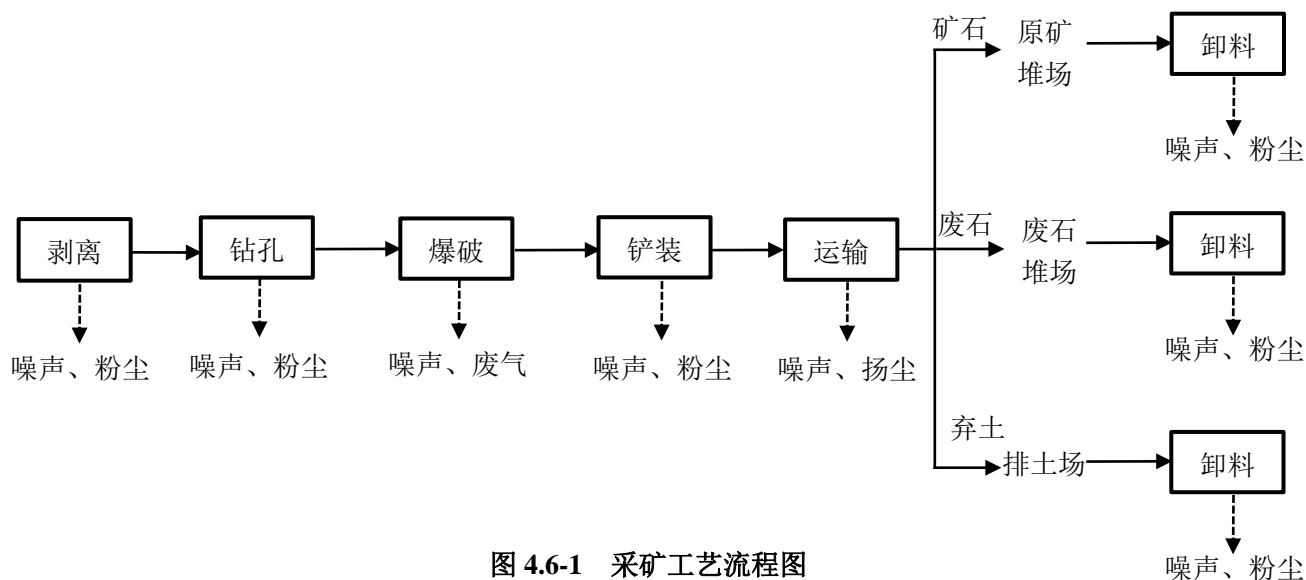 矿石
原矿
堆场
卸料
噪声、粉尘
剥离
钻孔
爆破
铲装
运输
噪声、粉尘
噪声、粉尘
噪声、废气
噪声、粉尘
噪声、扬尘
废石
废石
堆场
卸料
噪声、粉尘
弃土
排土场
卸料
噪声、粉尘
图 4.6-1 采矿工艺流程图